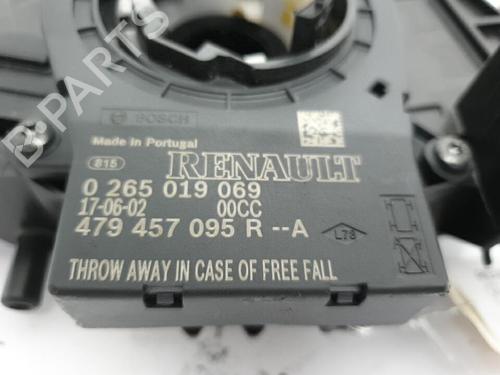 BOSCH
Made in Portugal
815
RENAULT
0 265 019 069
17-06-02 00CC
479 457 095 R --A
L78
THROW AWAY IN CASE OF FREE FALL
B PARTS